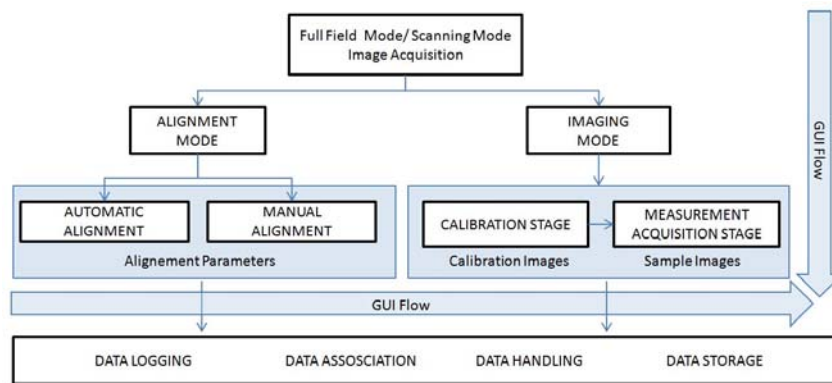 Full Field Mode/ Scanning Mode
Image Acquisition
ALIGNMENT
MODE
IMAGING
MODE
GUI Flow
AUTOMATIC
ALIGNMENT
MANUAL
ALIGNMENT
Alignement Parameters
CALIBRATION STAGE
MEASUREMENT
ACQUISITION STAGE
Calibration Images
Sample Images
GUI Flow
DATA LOGGING
DATA ASSOSCIATION
DATA HANDLING
DATA STORAGE